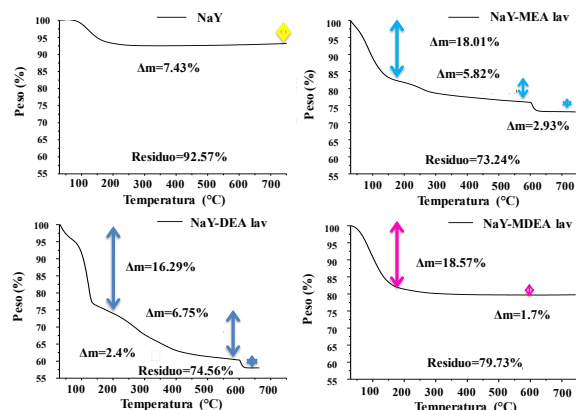 NaY
Peso (%)
100
95
90
85
80
75
70
65
60
55
Δm=7.43%
Residuo=92.57%
100 200 300 400 500 600 700
Temperatura (°C)
NaY-MEA lav
Peso (%)
100
95
90
85
80
75
70
65
60
55
Δm=18.01%
Δm=5.82%
Δm=2.93%
Residuo=73.24%
100 200 300 400 500 600 700
Temperatura (°C)
NaY-DEA lav
Peso (%)
100
95
90
85
80
75
70
65
60
55
Δm=16.29%
Δm=6.75%
Δm=2.4%
Residuo=74.56%
100 200 300 400 500 600 700
Temperatura (°C)
NaY-MDEA lav
Peso (%)
100
95
90
85
80
75
70
65
60
55
Δm=18.57%
Δm=1.7%
Residuo=79.73%
100 200 300 400 500 600 700
Temperatura (°C)